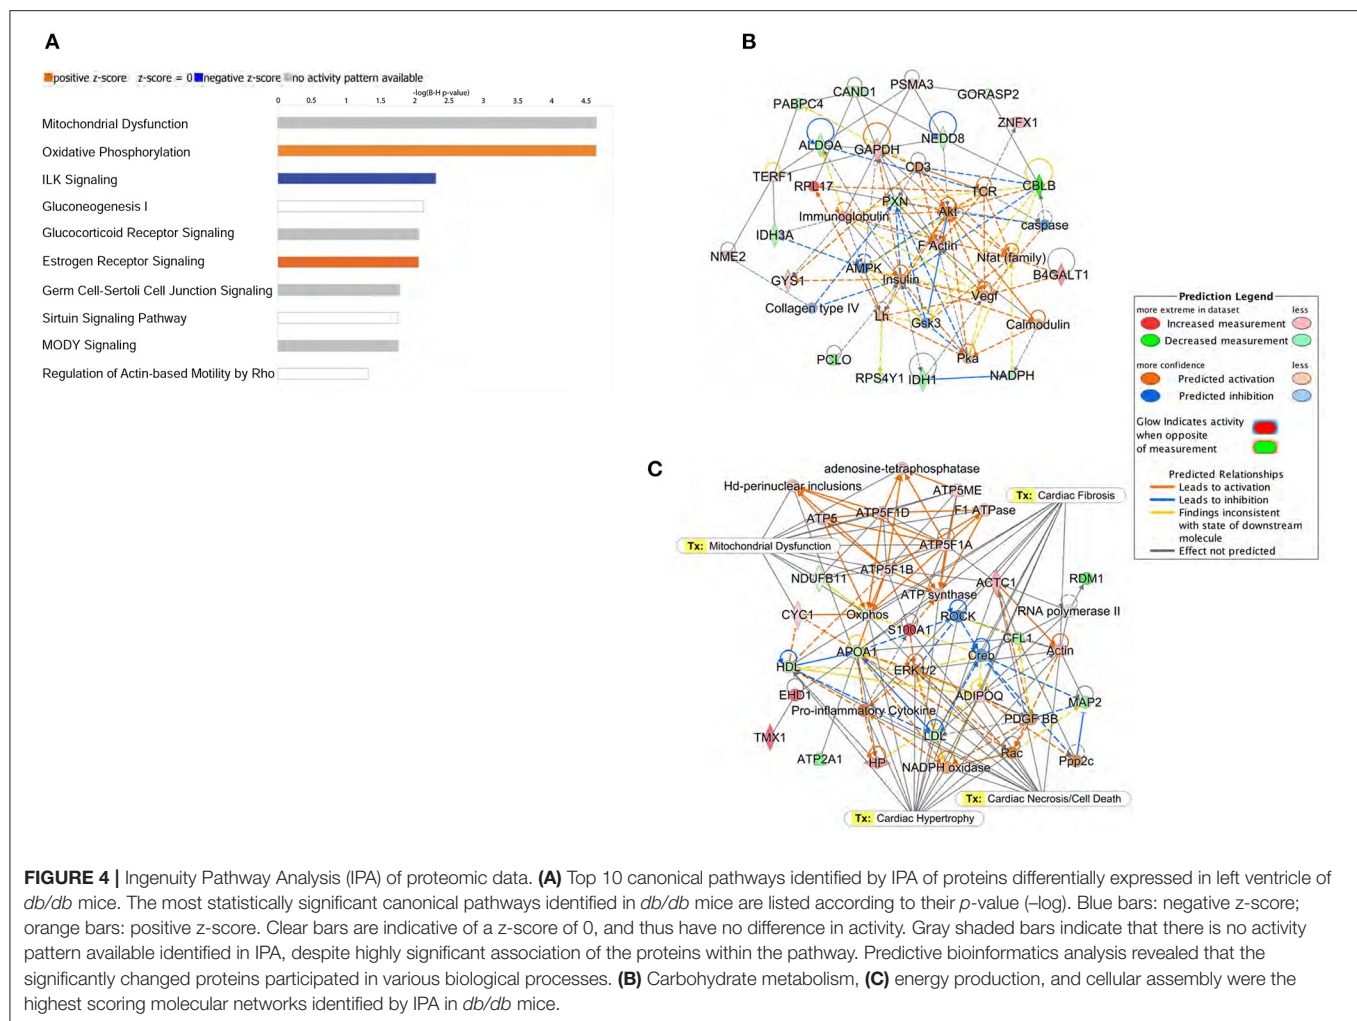 A
positive z-score z-score = 0 negative z-score no activity pattern available
-log(B-H p-value)
0 0.5 1 1.5 2 2.5 3 3.5 4 4.5
Mitochondrial Dysfunction
Oxidative Phosphorylation
ILK Signaling
Gluconeogenesis I
Glucocorticoid Receptor Signaling
Estrogen Receptor Signaling
Germ Cell-Sertoli Cell Junction Signaling
Sirtuin Signaling Pathway
MODY Signaling
Regulation of Actin-based Motility by Rho
B
PSMA3
CAND1
GORASP2
PABPC4
ZNFX1
NEDD8
ALDOA
GAPDH
CD3
TERF1
RPL17
TCR
CBLB
PXN
Akt
Immunoglobulin
caspase
IDH3A
F Actin
NME2
Nfat (family)
AMPK
B4GALT1
GYS1
Insulin
Vegf
Collagen type IV
Lh
Gsk3
Calmodulin
PCLO
Pka
RPS4Y1
IDH1
NADPH
Prediction Legend
more extreme in dataset less
Increased measurement
Decreased measurement
more confidence less
Predicted activation
Predicted inhibition
Glow Indicates activity
when opposite
of measurement
Predicted Relationships
Leads to activation
Leads to inhibition
Findings inconsistent
with state of downstream
molecule
Effect not predicted
C
adenosine-tetraphosphatase
Hd-perinuclear inclusions
ATP5ME
Tx: Cardiac Fibrosis
ATP5
ATP5F1D
F1 ATPase
Tx: Mitochondrial Dysfunction
ATP5F1A
ATP5F1B
NDUFB11
ACTC1
RDM1
ATP synthase
CYC1
Oxphos
ROCK
RNA polymerase II
S100A1
CFL1
APOA1
Creb
Actin
HDL
ERK1/2
EHD1
ADIPOQ
MAP2
Pro-inflammatory Cytokine
PDGF BB
TMX1
LDL
Rac
ATP2A1
HP
NADPH oxidase
Ppp2c
Tx: Cardiac Necrosis/Cell Death
Tx: Cardiac Hypertrophy
FIGURE 4 | Ingenuity Pathway Analysis (IPA) of proteomic data. (A) Top 10 canonical pathways identified by IPA of proteins differentially expressed in left ventricle of
db/db mice. The most statistically significant canonical pathways identified in db/db mice are listed according to their p-value (–log). Blue bars: negative z-score;
orange bars: positive z-score. Clear bars are indicative of a z-score of 0, and thus have no difference in activity. Gray shaded bars indicate that there is no activity
pattern available identified in IPA, despite highly significant association of the proteins within the pathway. Predictive bioinformatics analysis revealed that the
significantly changed proteins participated in various biological processes. (B) Carbohydrate metabolism, (C) energy production, and cellular assembly were the
highest scoring molecular networks identified by IPA in db/db mice.